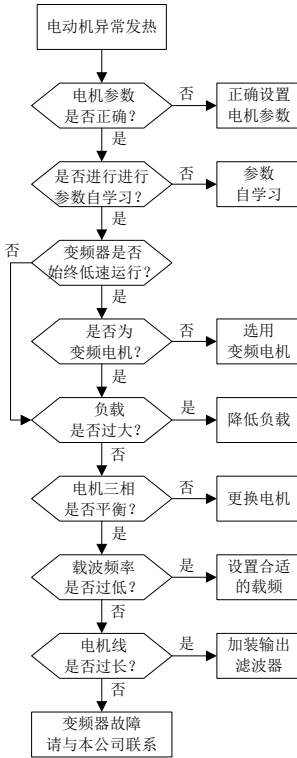 电动机异常发热
电机参数
是否正确？
否
正确设置
电机参数
是
是否进行进行
参数自学习？
否
参数
自学习
是
否
变频器是否
始终低速运行？
是
是否为
变频电机？
否
选用
变频电机
是
负载
是否过大？
是
降低负载
否
电机三相
是否平衡？
否
更换电机
是
载波频率
是否过低？
是
设置合适
的载频
否
电机线
是否过长？
是
加装输出
滤波器
否
变频器故障
请与本公司联系